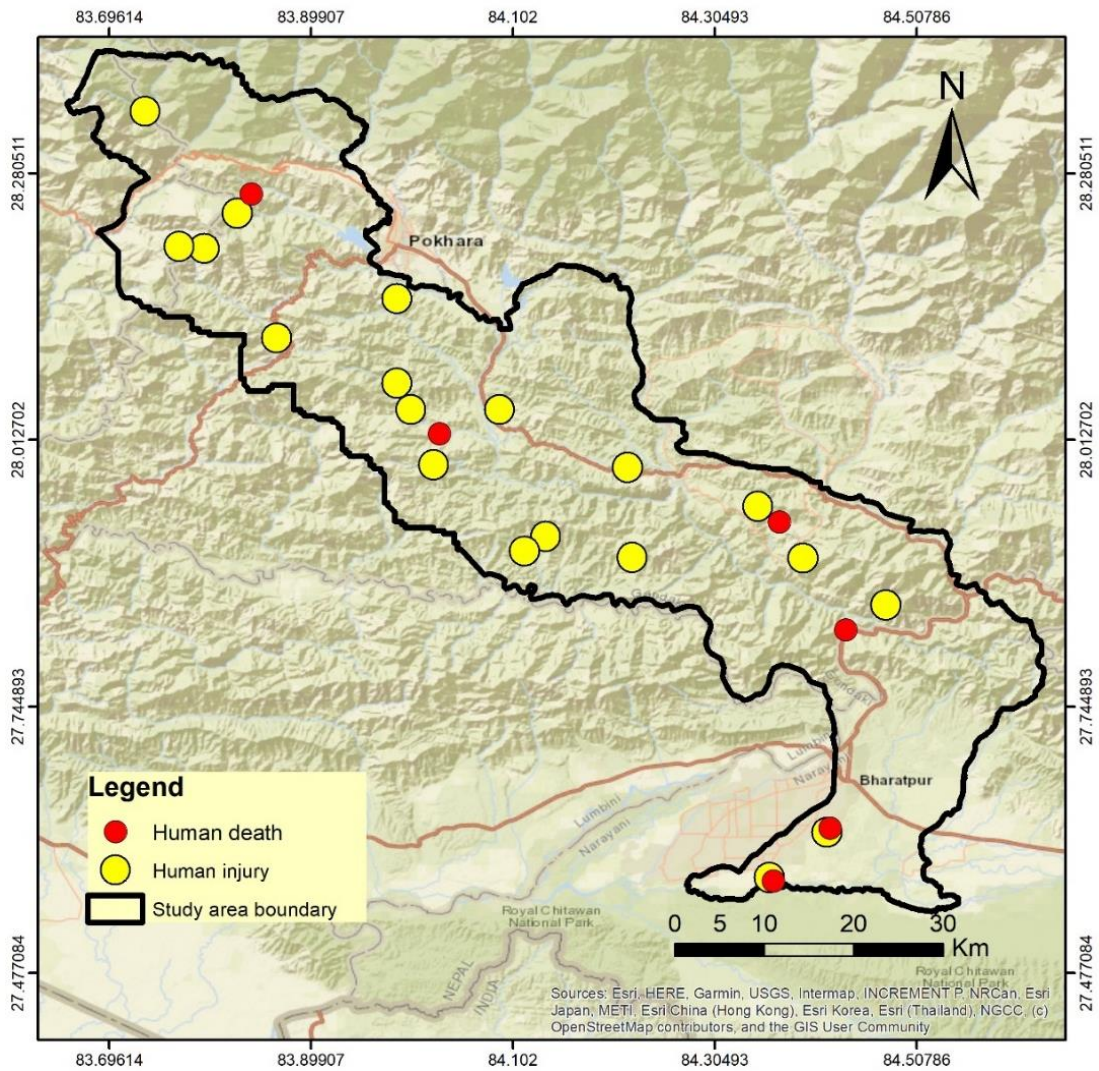 83.69614 83.89907 84.102 84.30493 84.50786
N
28.280511 28.280511
Pokhara
28.012702 28.012702
Gandaki
27.744893 27.744893
Gandaki
Lumbini
Narayani
Bharatpur
Legend
Human death
Human injury
Study area boundary
Lumbini
Narayani
Royal Chitawan
National Park
0 5 10 20 30
Km
27.477084 27.477084
NEPAL
INDIA
Royal Chitawan
National Park
Sources: Esri, HERE, Garmin, USGS, Intermap, INCREMENT P, NRCan, Esri
Japan, METI, Esri China (Hong Kong), Esri Korea, Esri (Thailand), NGCC, (c)
OpenStreetMap contributors, and the GIS User Community
83.69614 83.89907 84.102 84.30493 84.50786